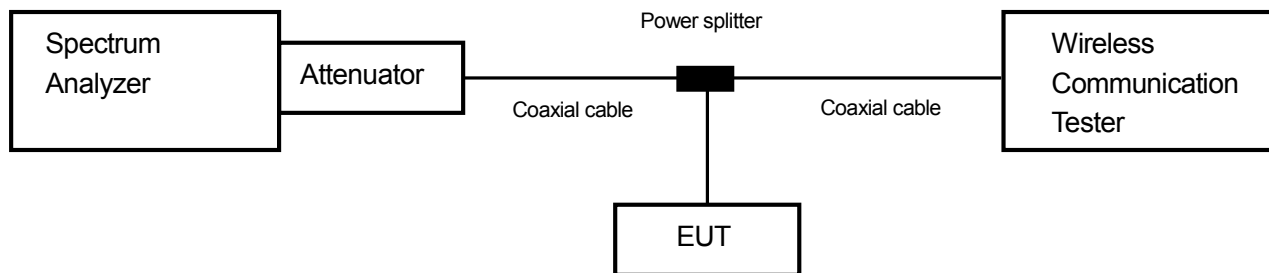 Power splitter
Spectrum
Analyzer
Attenuator
Coaxial cable
Coaxial cable
Wireless
Communication
Tester
EUT